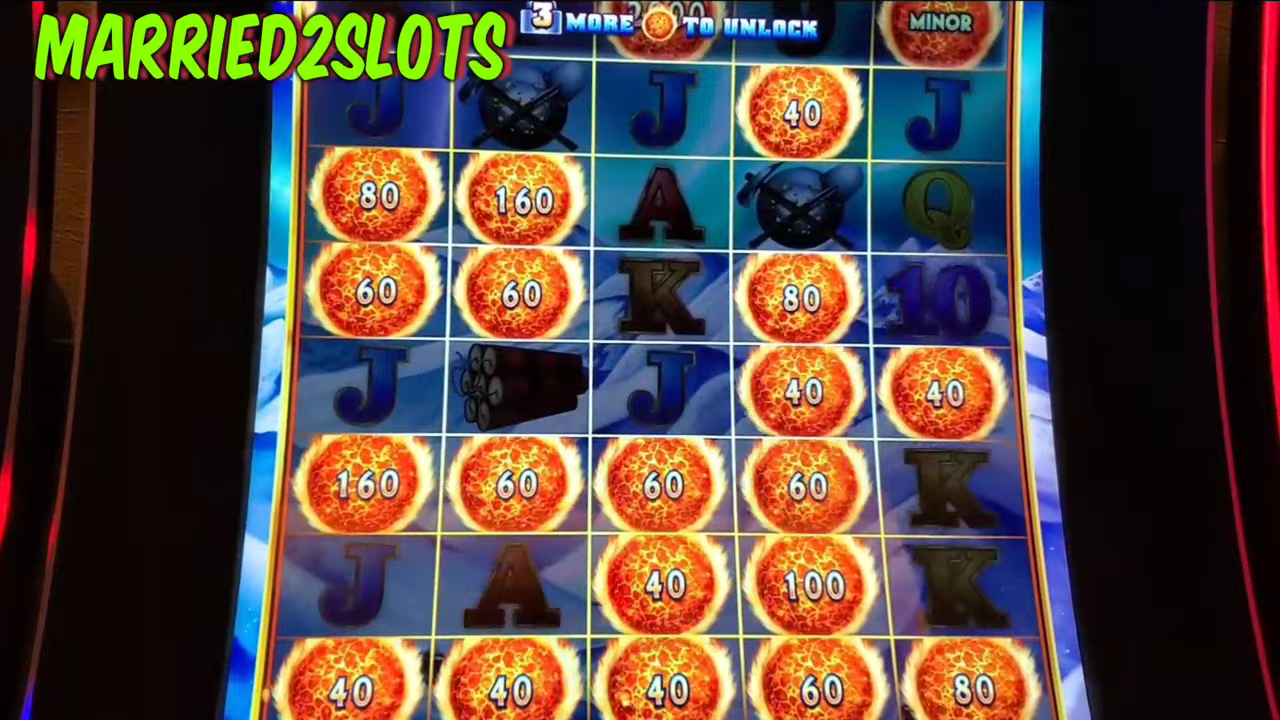 MARRIED2SLOTS
3 MORE TO UNLOCK
MINOR
J J 40 J
80 160 A Q
60 60 K 80 10
J J 40 40
160 60 60 60 K
J A 40 100 K
40 40 40 60 80